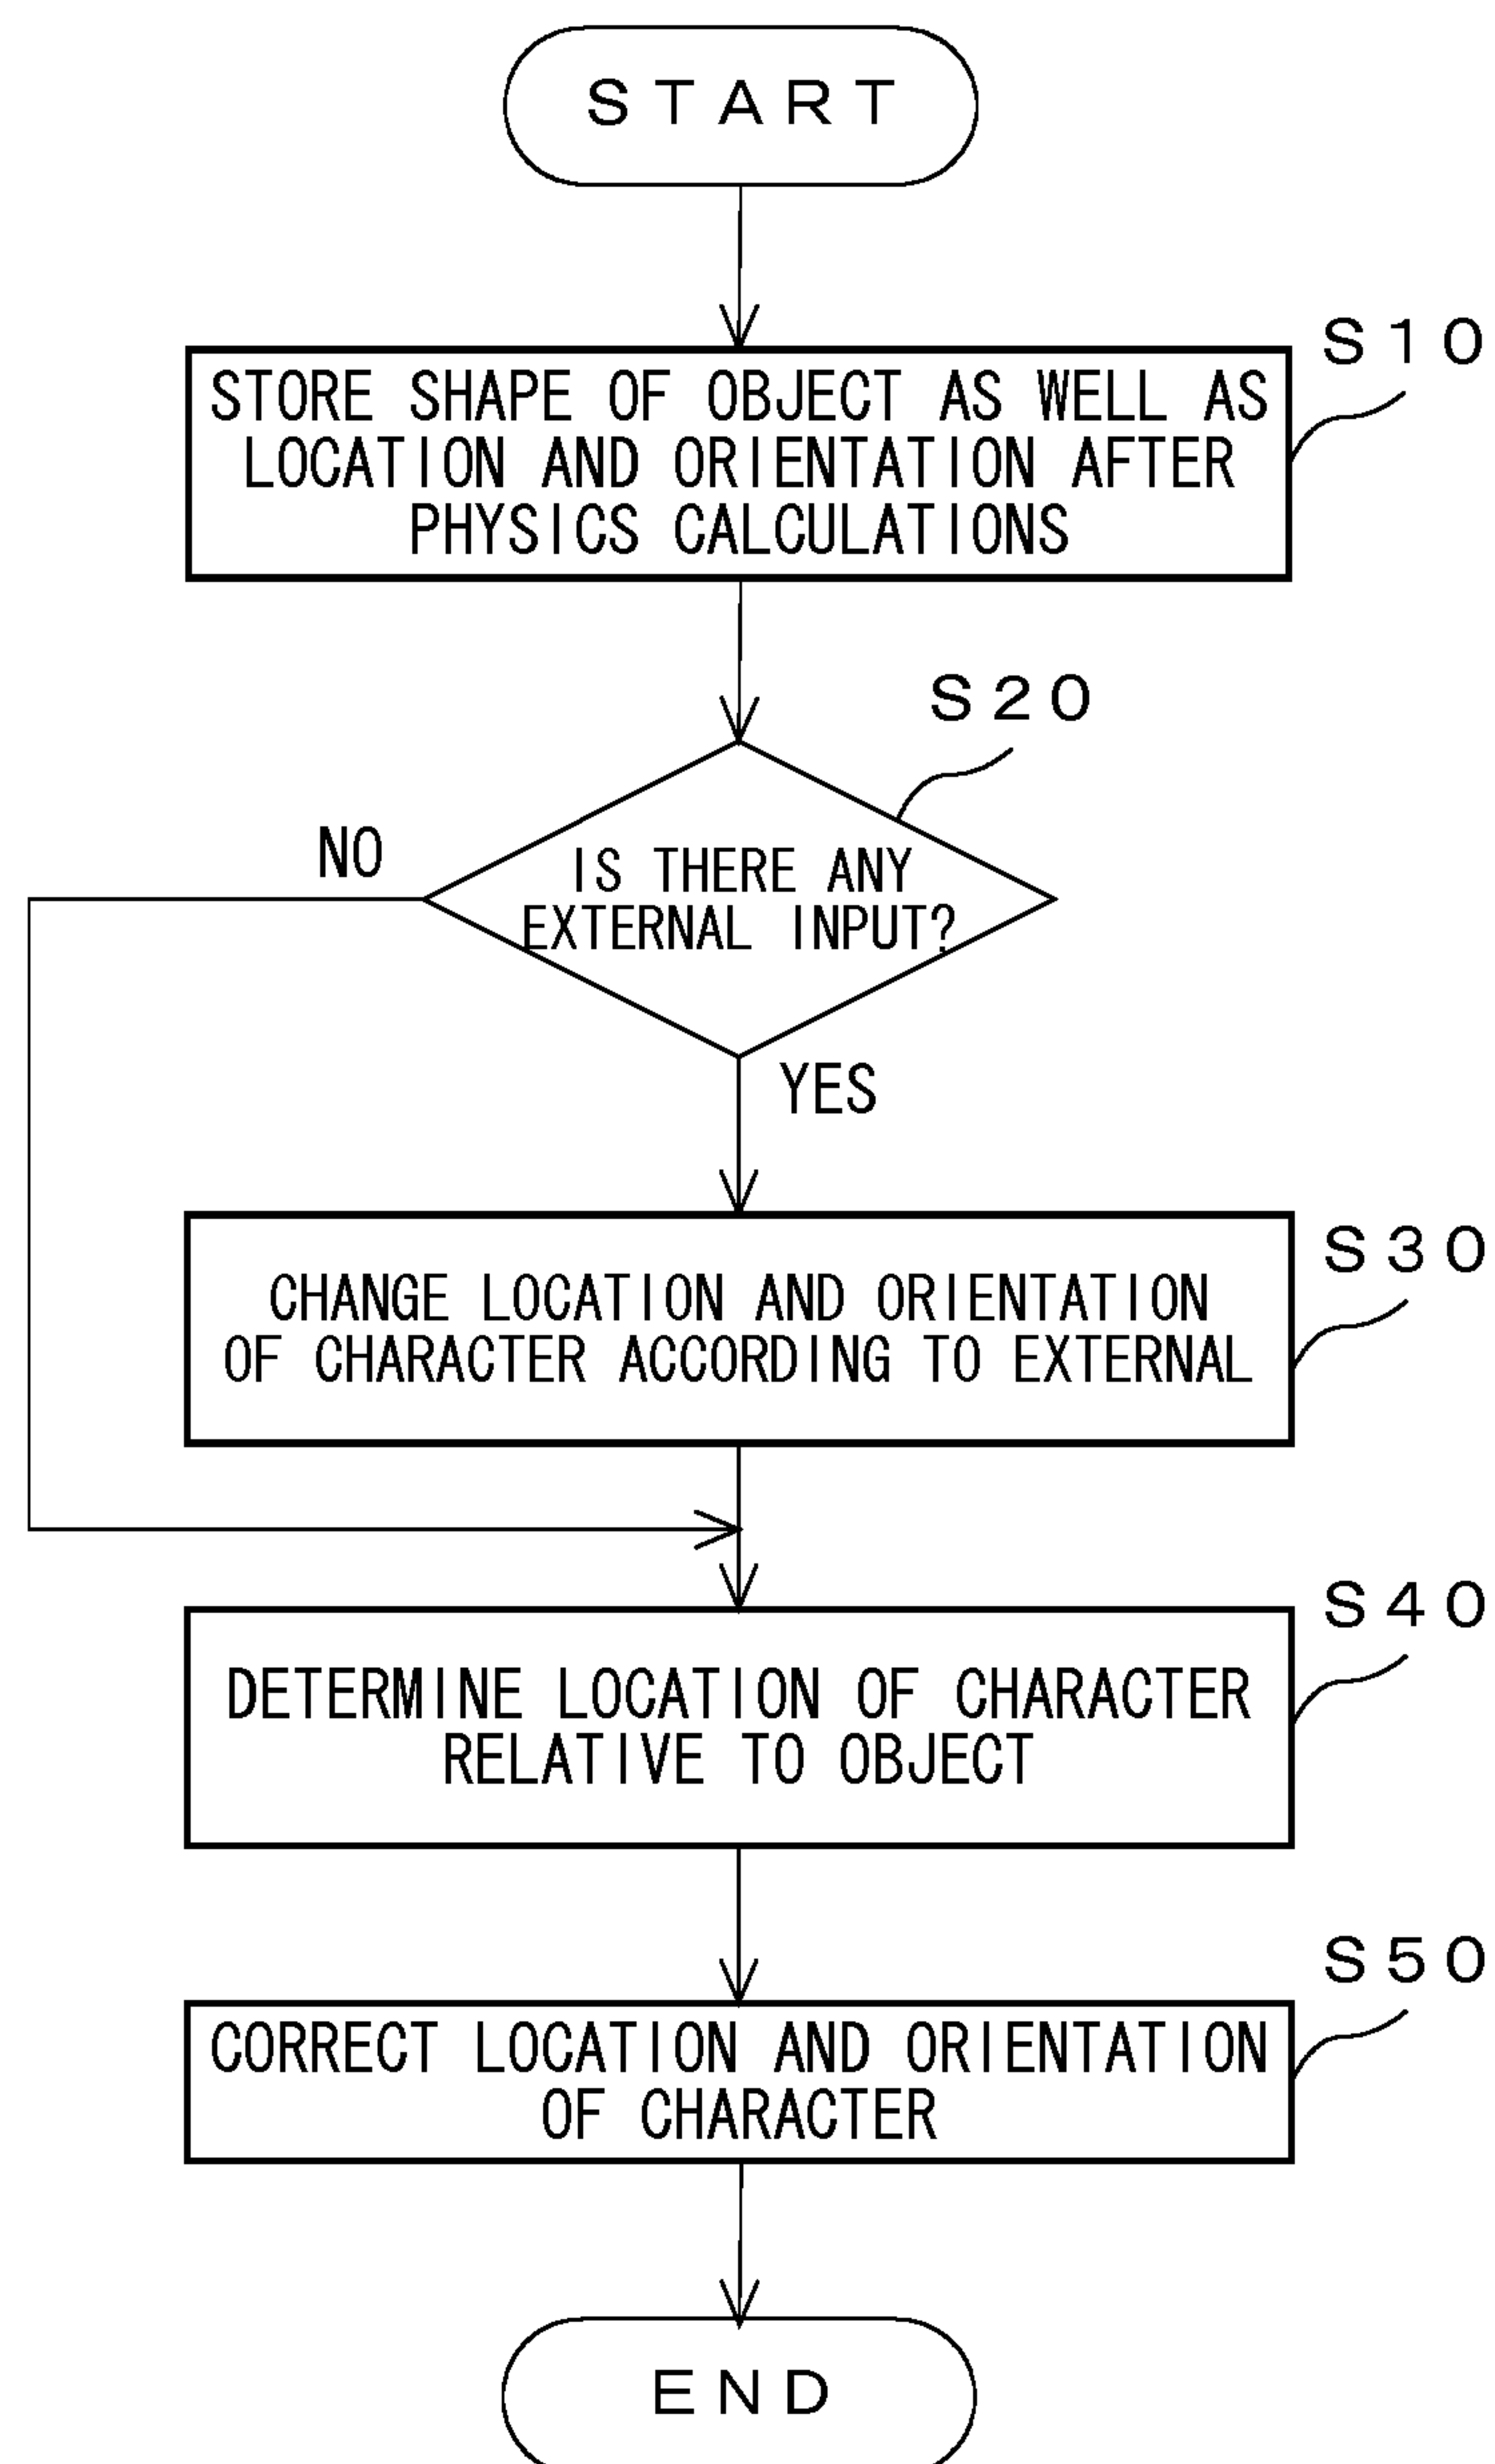 START
S10
STORE SHAPE OF OBJECT AS WELL AS
LOCATION AND ORIENTATION AFTER
PHYSICS CALCULATIONS
S20
NO
IS THERE ANY
EXTERNAL INPUT?
YES
S30
CHANGE LOCATION AND ORIENTATION
OF CHARACTER ACCORDING TO EXTERNAL
S40
DETERMINE LOCATION OF CHARACTER
RELATIVE TO OBJECT
S50
CORRECT LOCATION AND ORIENTATION
OF CHARACTER
END